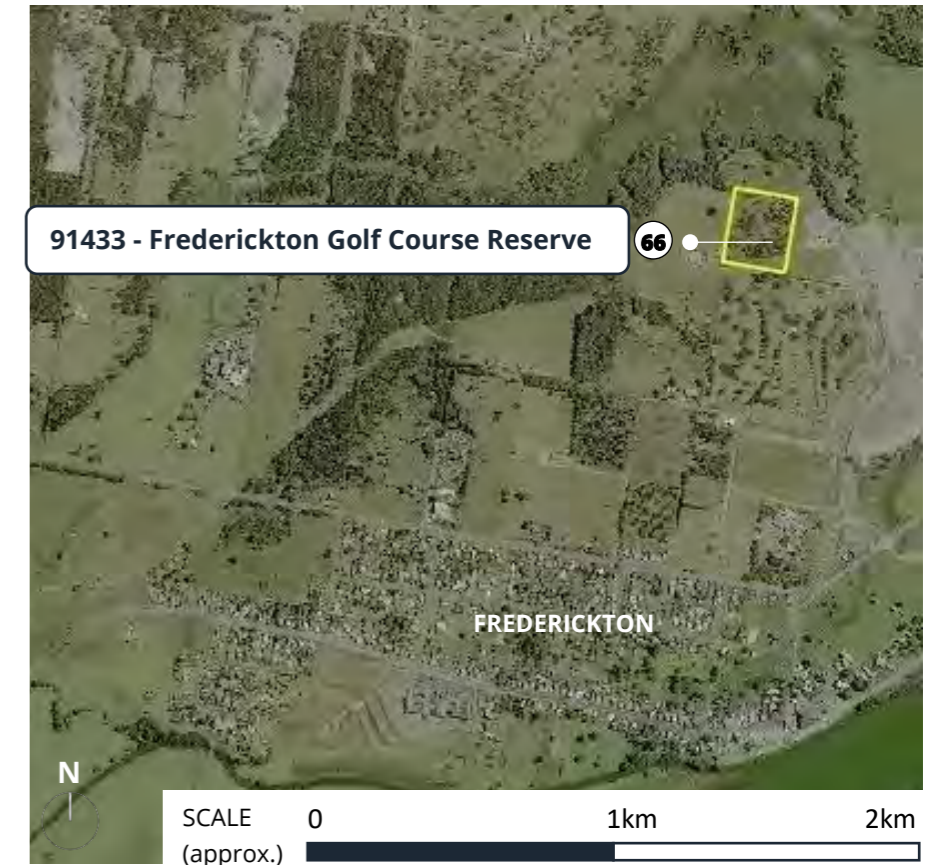 91433 - Frederickton Golf Course Reserve
66
FREDERICKTON
N
SCALE 0 1km 2km
(approx.)